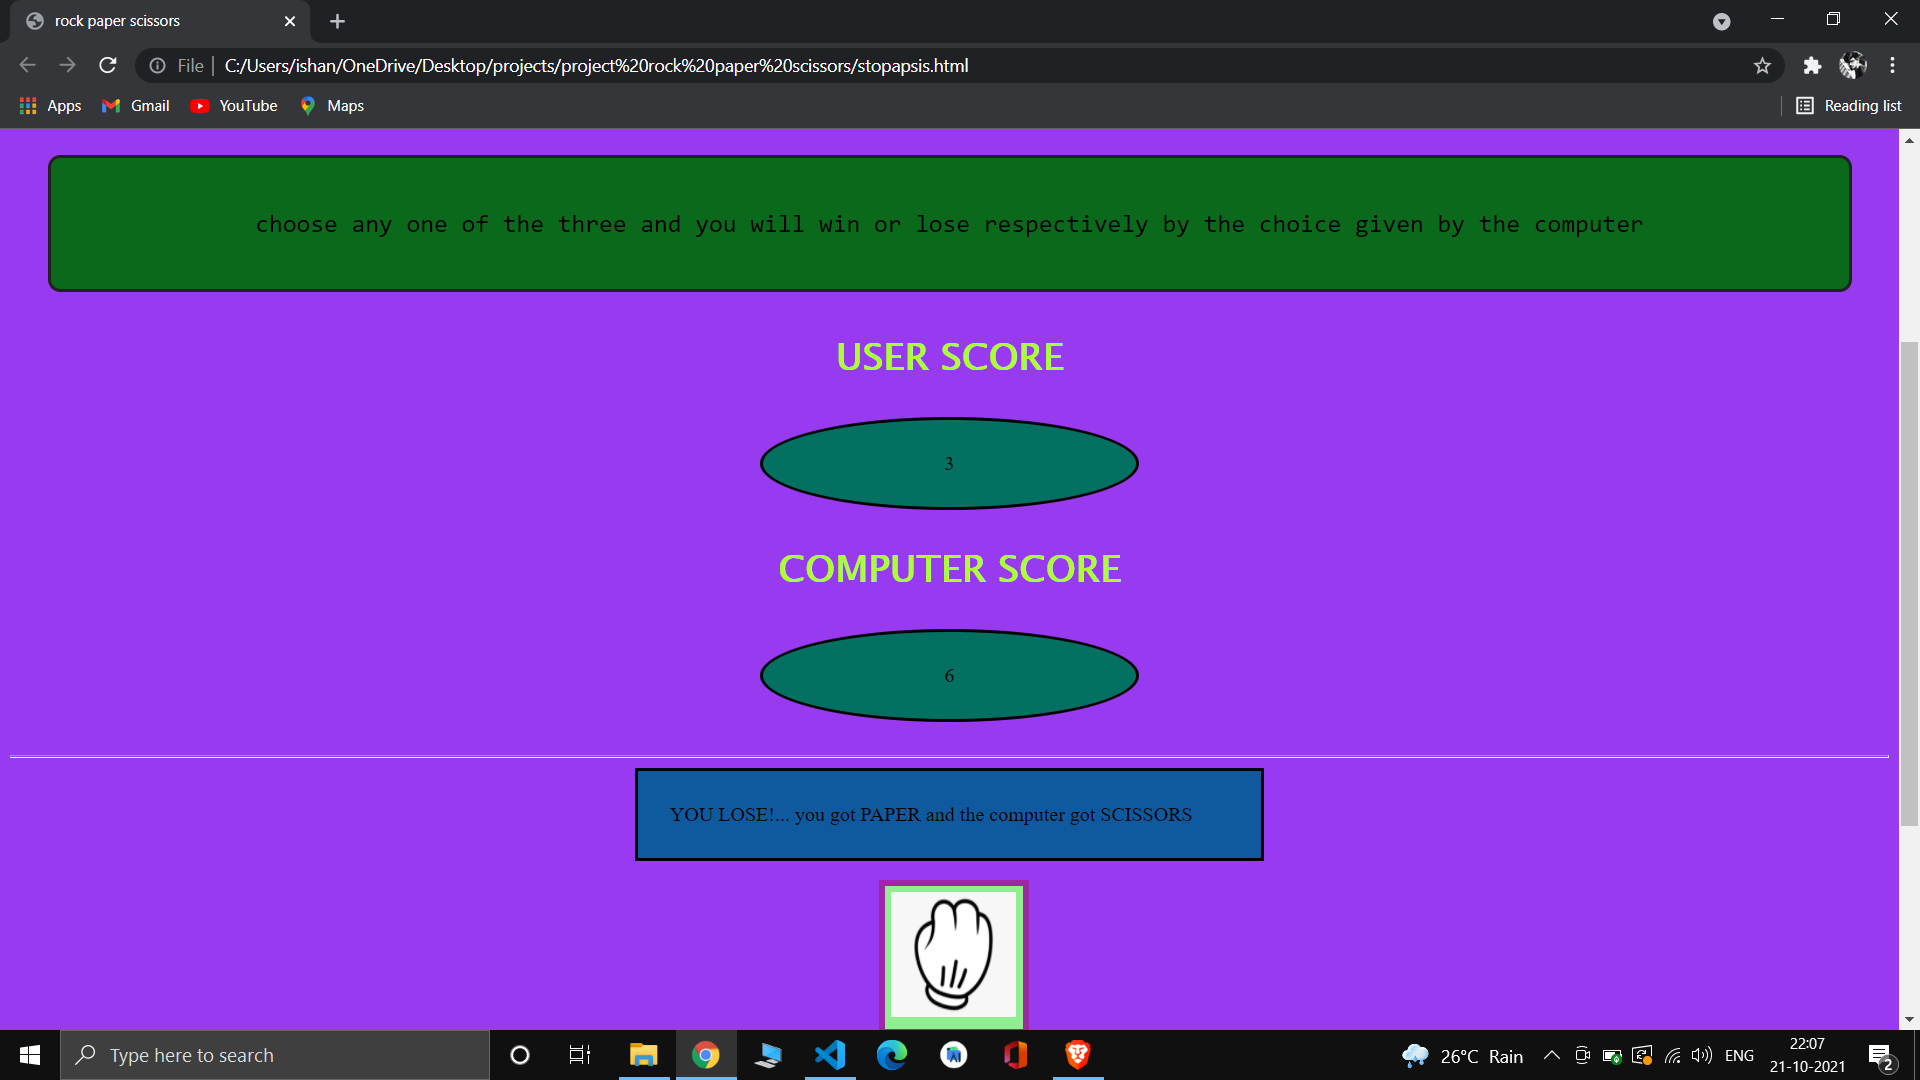 rock paper scissors
File
C:/Users/ishan/OneDrive/Desktop/projects/project%20rock%20paper%20scissors/stopapsis.html
Apps
Gmail
YouTube
Maps
Reading list
choose any one of the three and you will win or lose respectively by the choice given by the computer
USER SCORE
3
COMPUTER SCORE
6
YOU LOSE!... you got PAPER and the computer got SCISSORS
Type here to search
26°C Rain
ENG
22:07
21-10-2021
2